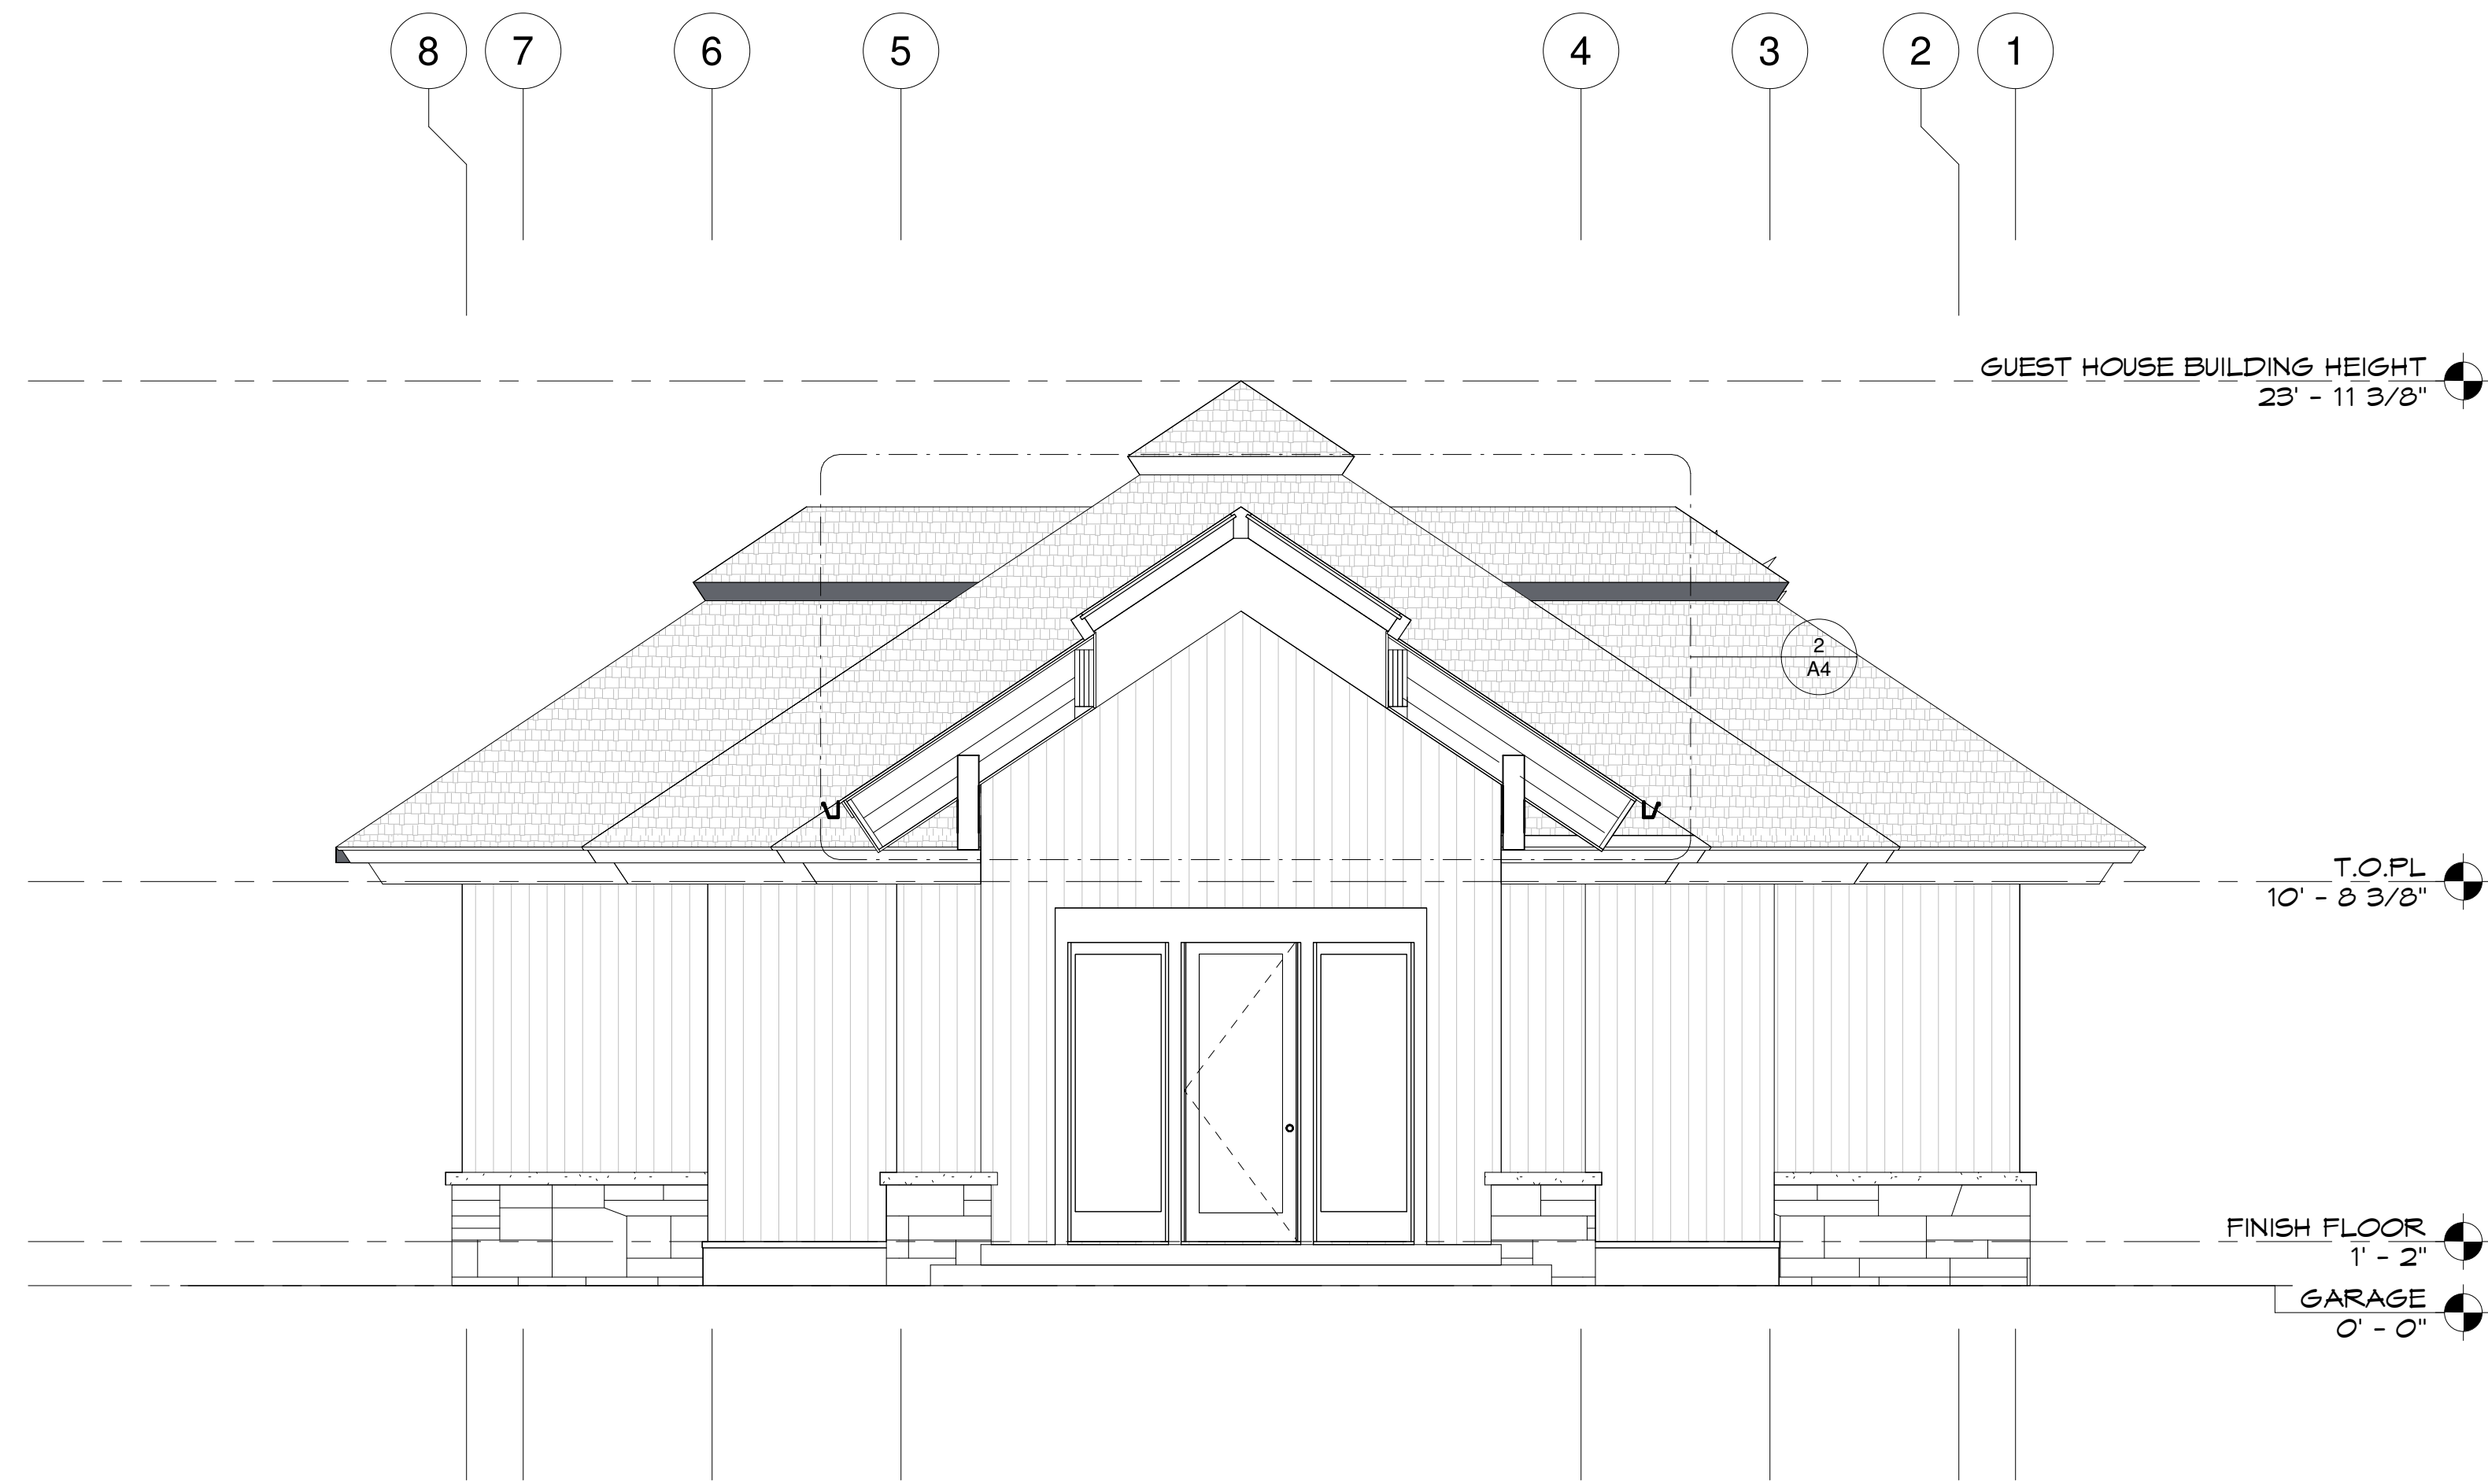 8 7 6 5 4 3 2 1
GUEST HOUSE BUILDING HEIGHT
23' - 11 3/8"
2
A4
T.O.PL
10' - 8 3/8"
FINISH FLOOR
1' - 2"
GARAGE
0' - 0"